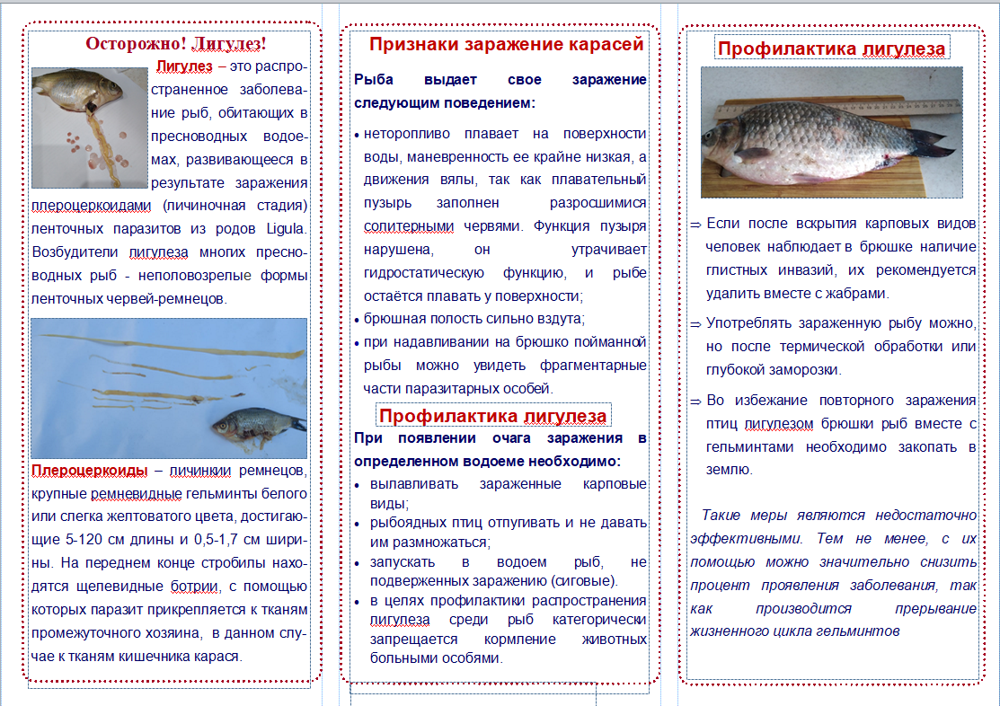 Осторожно! Лигулез!
Лигулез – это распро-
страненное заболева-
ние рыб, обитающих в
пресноводных водое-
мах, развивающееся в
результате заражения
плероцеркоидами (личиночная стадия)
ленточных паразитов из родов Ligula.
Возбудители лигулеза многих пресно-
водных рыб - неполовозрелые формы
ленточных червей-ремнецов.
Плероцеркоиды – личинкии ремнецов,
крупные ремневидные гельминты белого
или слегка желтоватого цвета, достигаю-
щие 5-120 см длины и 0,5-1,7 см шири-
ны. На переднем конце стробилы нахо-
дятся щелевидные ботрии, с помощью
которых паразит прикрепляется к тканям
промежуточного хозяина, в данном слу-
чае к тканям кишечника карася.
Признаки заражение карасей
Рыба выдает свое заражение
следующим поведением:
• неторопливо плавает на поверхности
воды, маневренность ее крайне низкая, а
движения вялы, так как плавательный
пузырь заполнен разросшимися
солитерными червями. Функция пузыря
нарушена, он утрачивает
гидростатическую функцию, и рыбе
остаётся плавать у поверхности;
• брюшная полость сильно вздута;
• при надавливании на брюшко пойманной
рыбы можно увидеть фрагментарные
части паразитарных особей.
Профилактика лигулеза
При появлении очага заражения в
определенном водоеме необходимо:
• вылавливать зараженные карповые
виды;
• рыбоядных птиц отпугивать и не давать
им размножаться;
• запускать в водоем рыб, не
подверженных заражению (сиговые).
• в целях профилактики распространения
лигулеза среди рыб категорически
запрещается кормление животных
больными особями.
Профилактика лигулеза
⇒ Если после вскрытия карповых видов
человек наблюдает в брюшке наличие
глистных инвазий, их рекомендуется
удалить вместе с жабрами.
⇒ Употреблять зараженную рыбу можно,
но после термической обработки или
глубокой заморозки.
⇒ Во избежание повторного заражения
птиц лигулезом брюшки рыб вместе с
гельминтами необходимо закопать в
землю.
Такие меры являются недостаточно
эффективными. Тем не менее, с их
помощью можно значительно снизить
процент проявления заболевания, так
как производится прерывание
жизненного цикла гельминтов